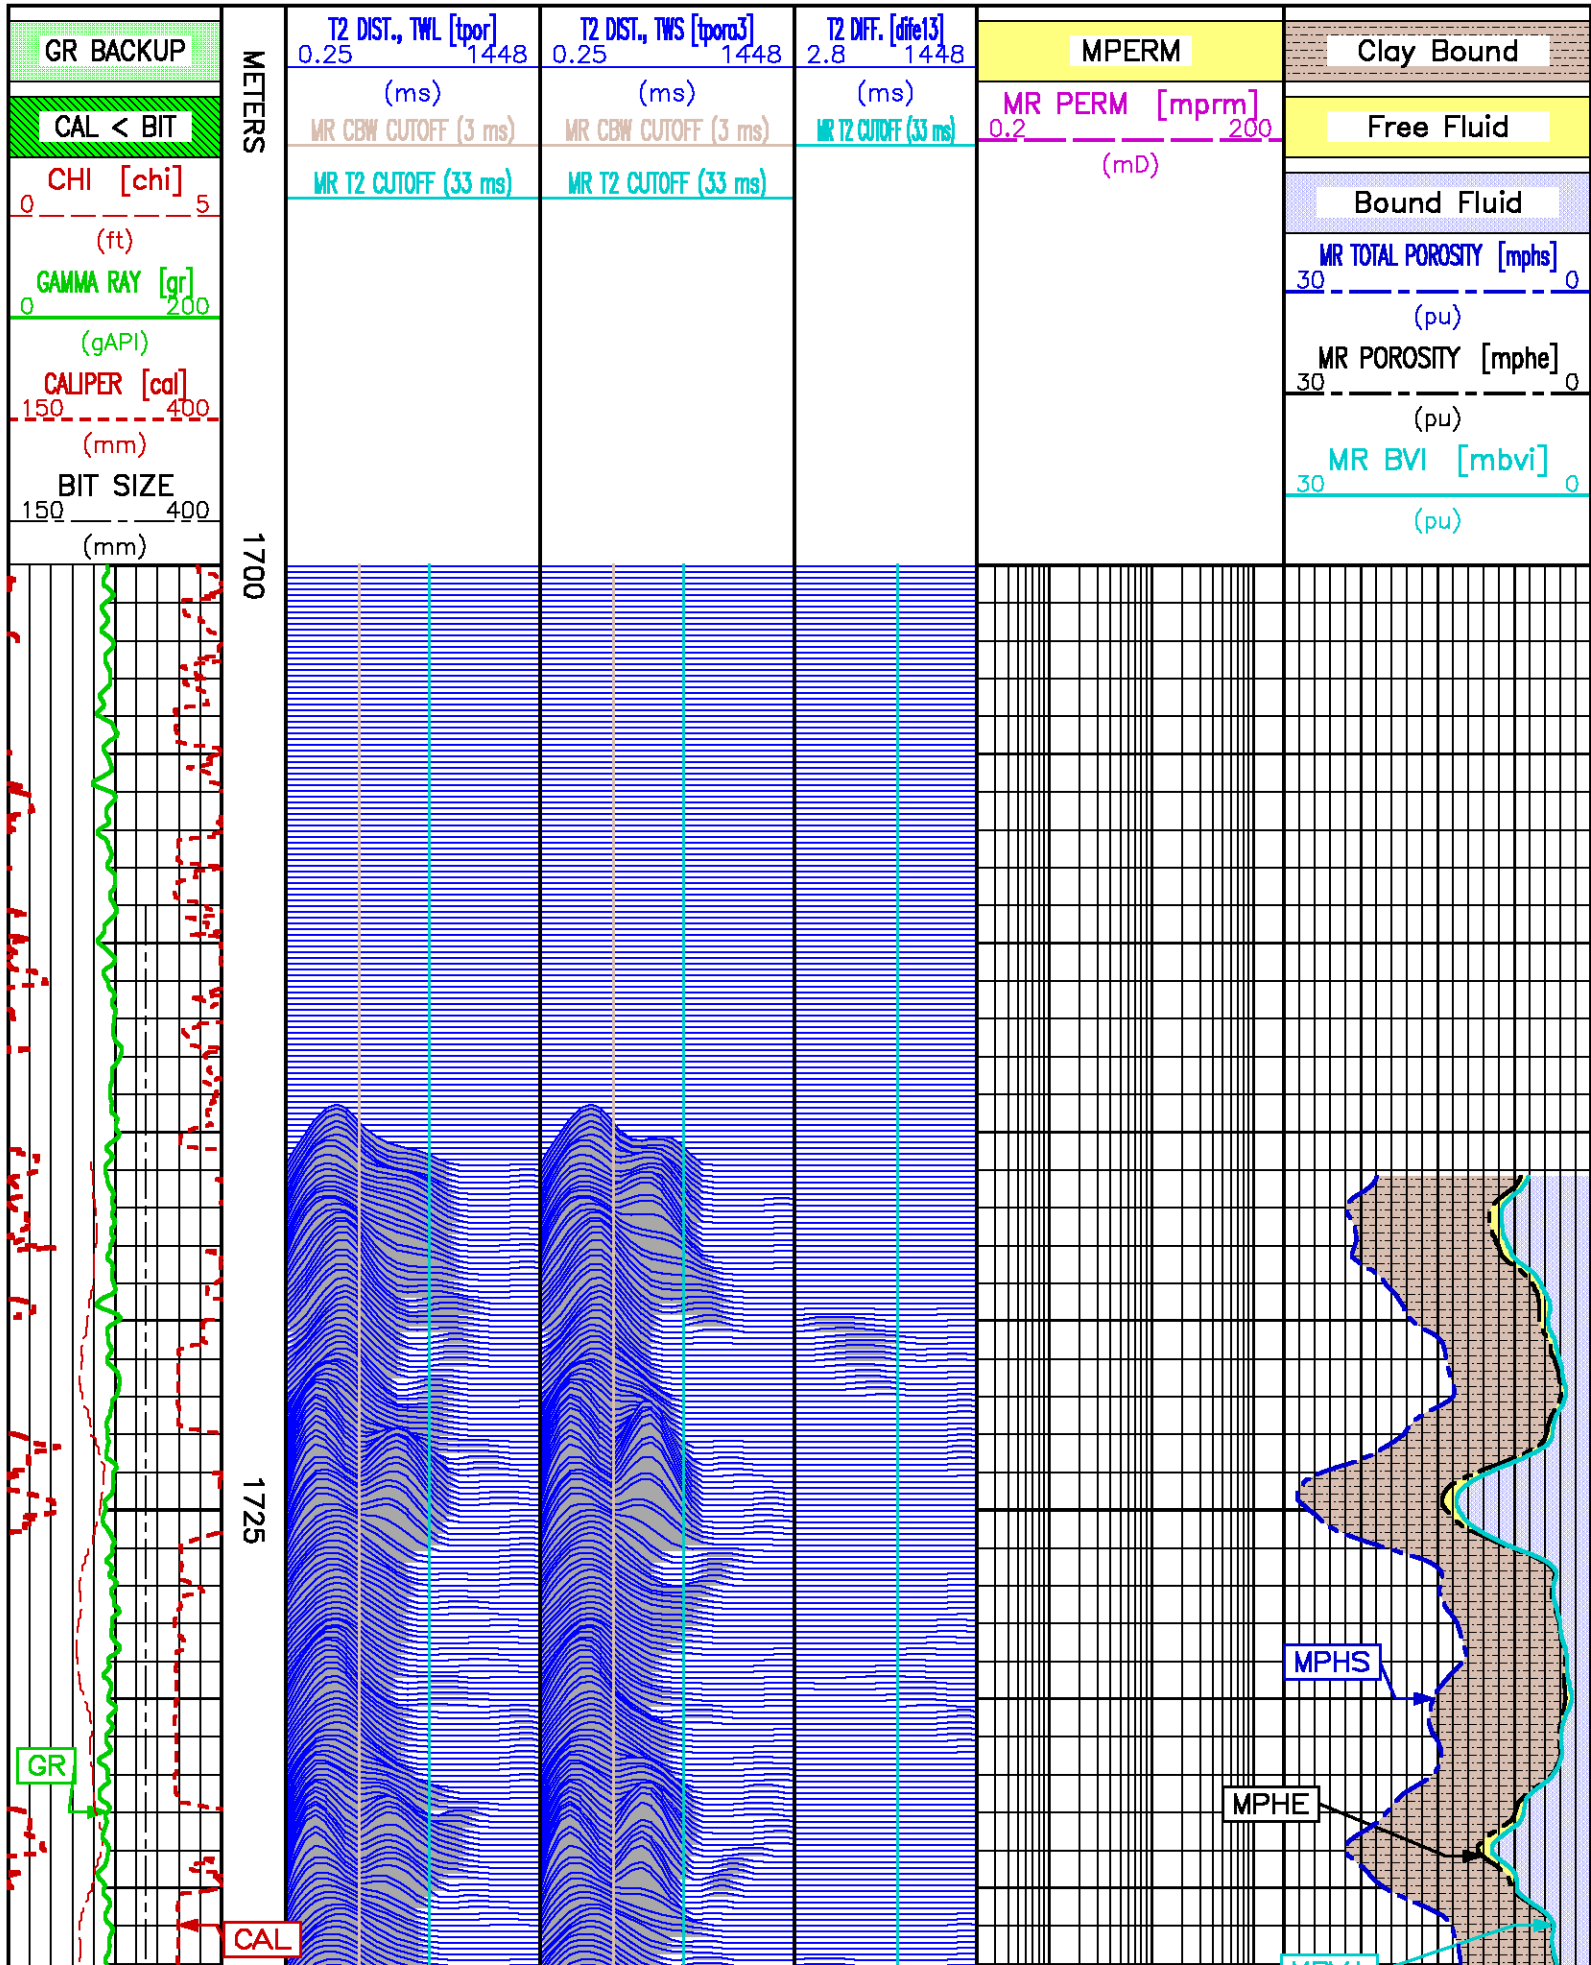 GR BACKUP
CAL < BIT
CHI [chi]
0 5
(ft)
GAMMA RAY [gr]
0 200
(gAPI)
CALIPER [cal]
150 400
(mm)
BIT SIZE
150 400
(mm)
METERS
1700
1725
T2 DIST., TWL [tpor]
0.25 1448
(ms)
MR CBW CUTOFF (3 ms)
MR T2 CUTOFF (33 ms)
T2 DIST., TWS [tpora3]
0.25 1448
(ms)
MR CBW CUTOFF (3 ms)
MR T2 CUTOFF (33 ms)
T2 DIFF. [dife13]
2.8 1448
(ms)
MR T2 CUTOFF (33 ms)
MPERM
MR PERM [mprm]
0.2 200
(mD)
Clay Bound
Free Fluid
Bound Fluid
MR TOTAL POROSITY [mphs]
30 0
(pu)
MR POROSITY [mphe]
30 0
(pu)
MR BVI [mbvi]
30 0
(pu)
MPHS
GR
MPHE
CAL